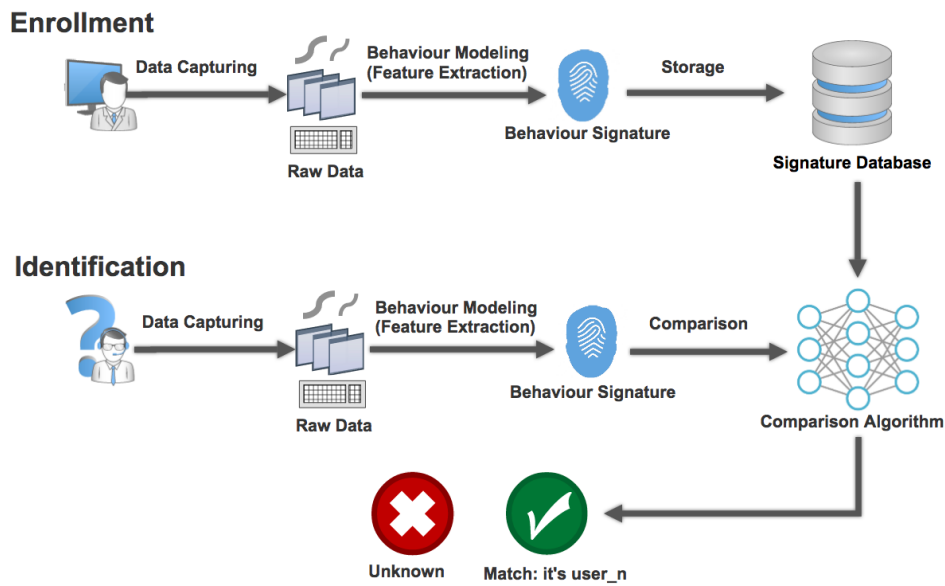 Enrollment
Data Capturing
Behaviour Modeling
(Feature Extraction)
Storage
Raw Data
Behaviour Signature
Signature Database
Identification
Data Capturing
Behaviour Modeling
(Feature Extraction)
Comparison
Raw Data
Behaviour Signature
Comparison Algorithm
Unknown
Match: it's user_n